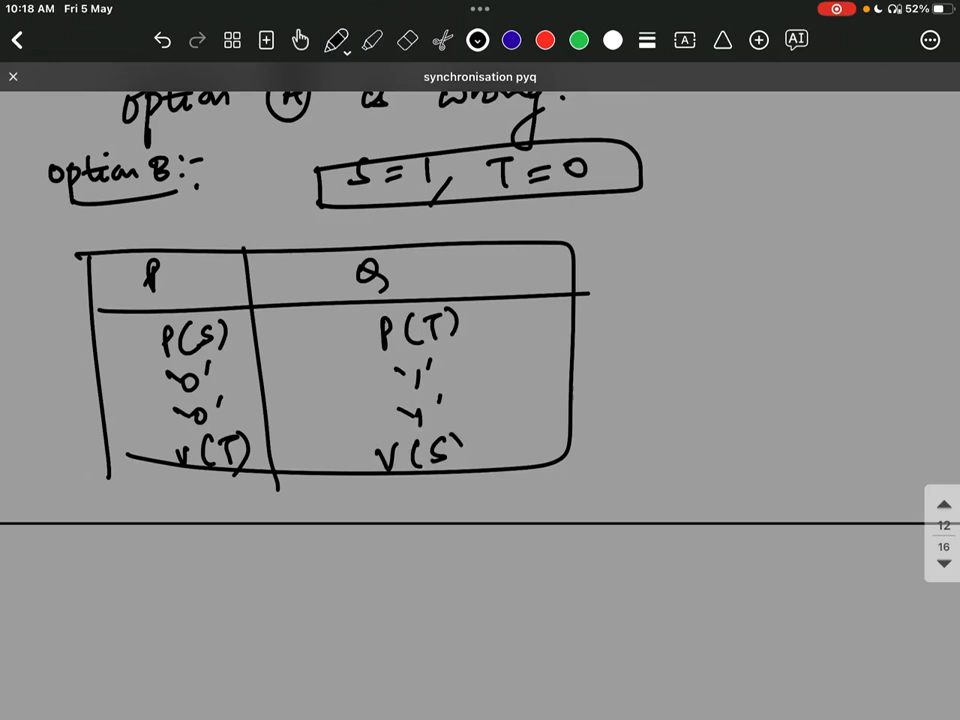 10:18 AM Fri 5 May
52%
synchronisation pyq
option (A) is wrong.
option B :-
S = 1, T = 0
P Q
P(S) P(T)
'0' '1'
'0' '1'
V(T) V(S)
12
16
A
AI